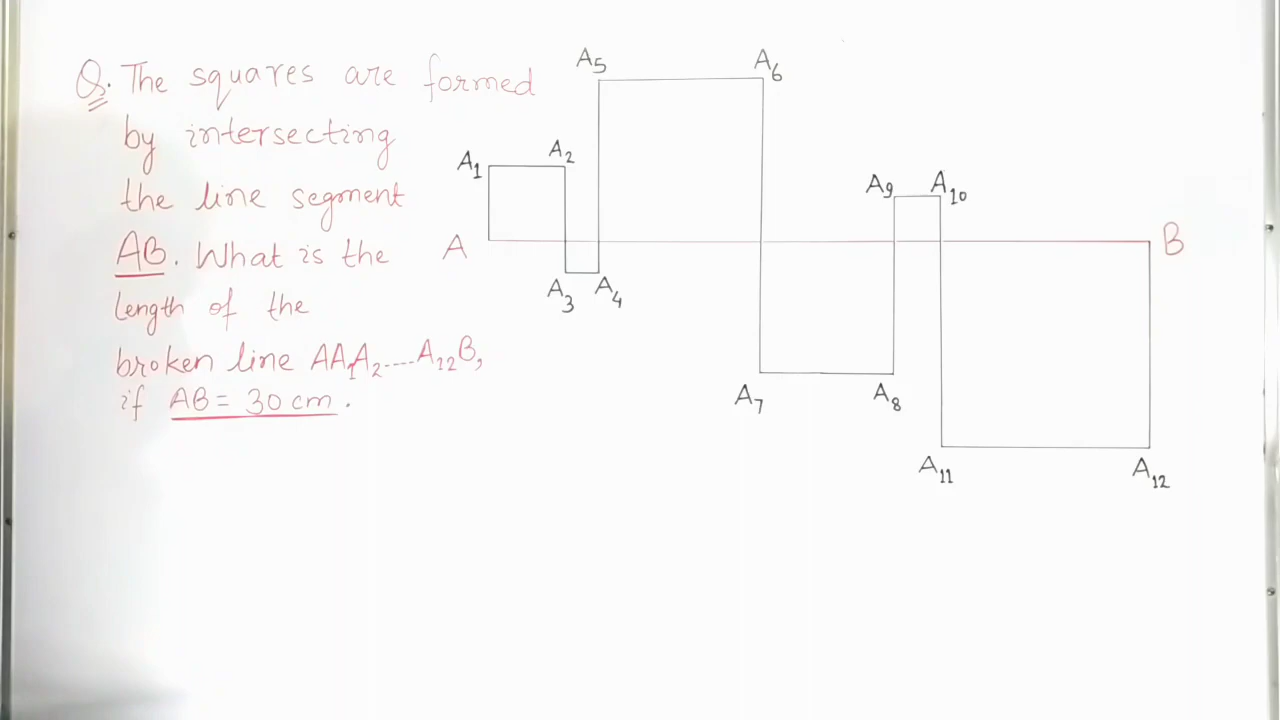 Q. The squares are formed
by intersecting
the line segment
AB. What is the
length of the
broken line AA₁A₂----A₁₂B,
if AB = 30 cm.
A₅ A₆
A₁ A₂
A₉ A₁₀
A B
A₃ A₄
A₇ A₈
A₁₁ A₁₂